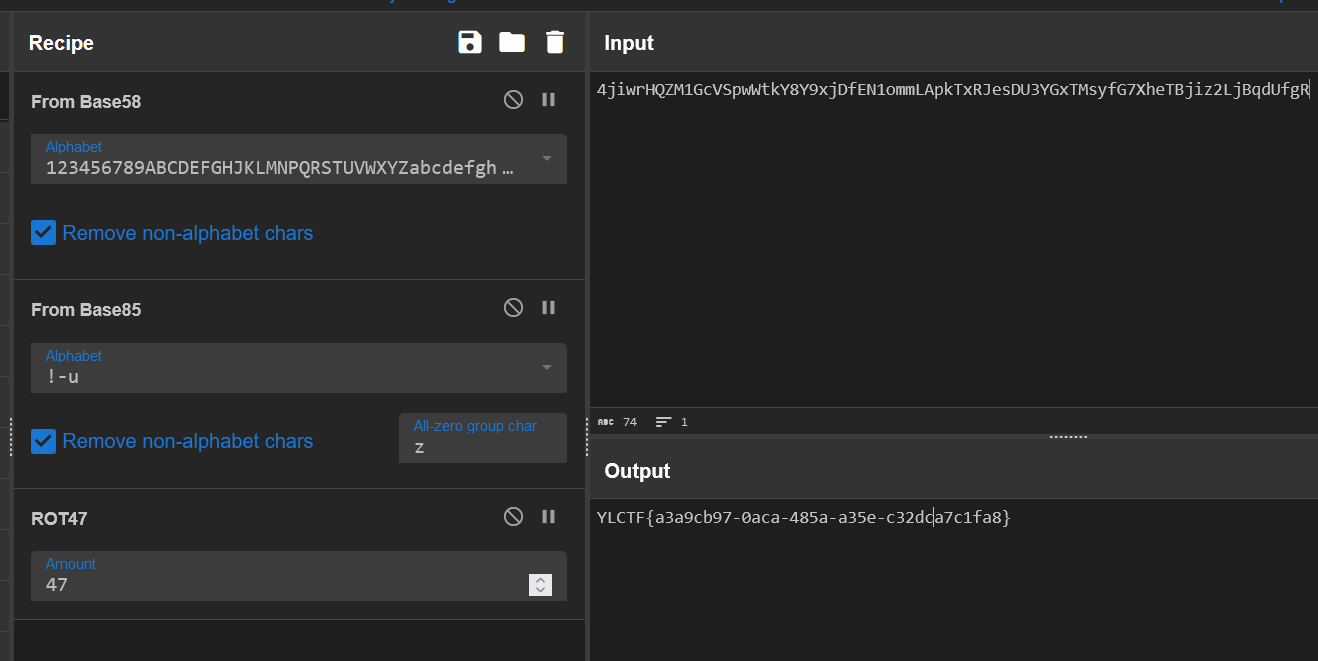 Recipe
From Base58
Alphabet
123456789ABCDEFGHJKLMNPQRSTUVWXYZabcdefgh …
Remove non-alphabet chars
From Base85
Alphabet
!-u
Remove non-alphabet chars
All-zero group char
z
ROT47
Amount
47
Input
4jiwrHQZM1GcVSpwWtkY8Y9xjDfEN1ommLApkTxRJesDU3YGxTMsyfG7XheTBjiz2LjBqdUfgR
ABC 74 1
Output
YLCTF{a3a9cb97-0aca-485a-a35e-c32dca7c1fa8}